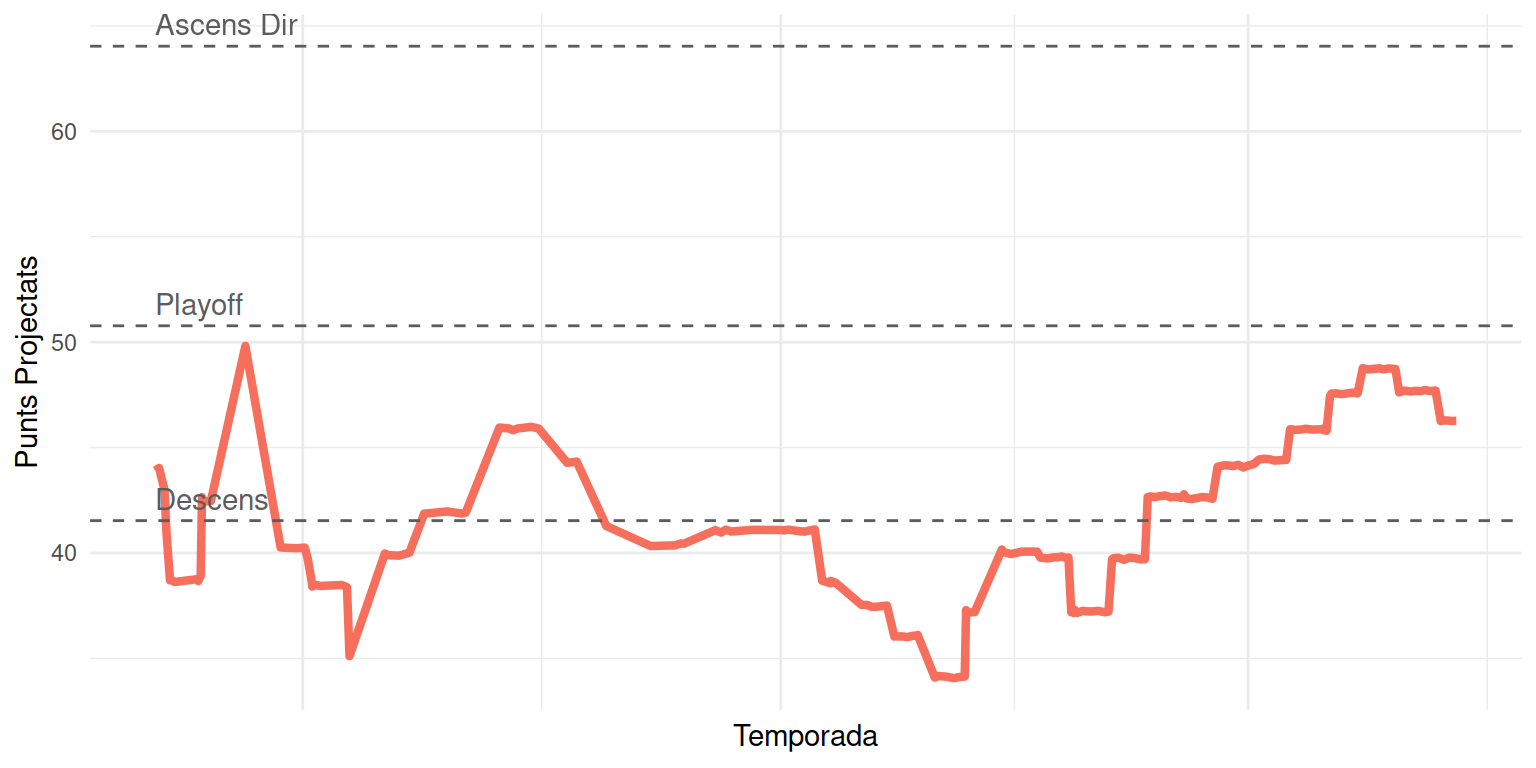 Ascens Dir
60
Playoff
50
Descens
40
Punts Projectats
Temporada